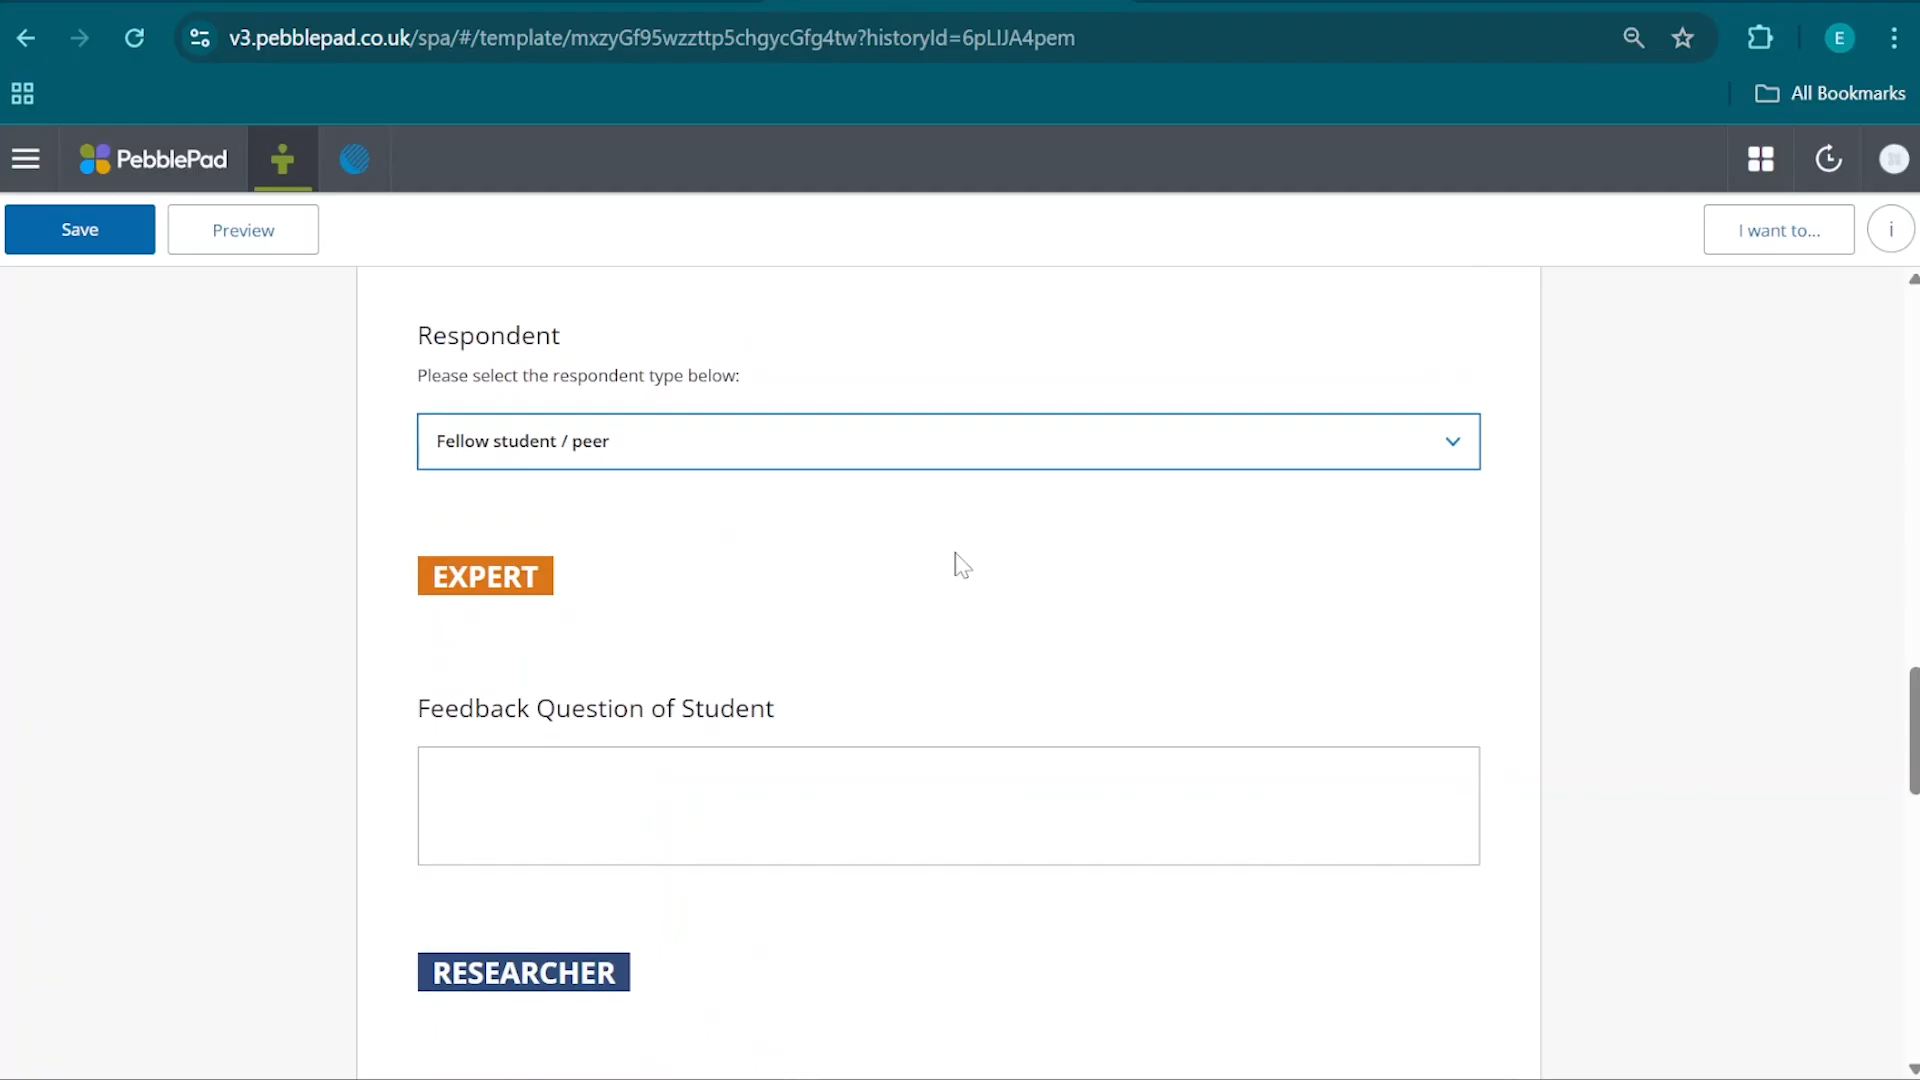 v3.pebblepad.co.uk/spa/#/template/mxzyGf95wzzttp5chgycGfg4tw?historyId=6pLIJA4pem
E
All Bookmarks
PebblePad
Save
Preview
I want to...
i
Respondent
Please select the respondent type below:
Fellow student / peer
EXPERT
Feedback Question of Student
RESEARCHER